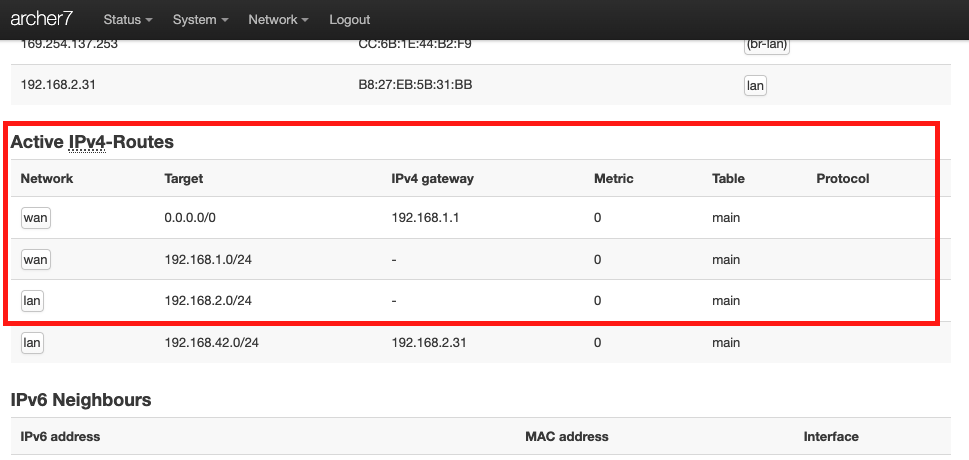 archer7 Status System Network Logout
169.254.137.253 CC:6B:1E:44:B2:F9 (br-lan)
192.168.2.31 B8:27:EB:5B:31:BB lan
Active IPv4-Routes
Network Target IPv4 gateway Metric Table Protocol
wan 0.0.0.0/0 192.168.1.1 0 main
wan 192.168.1.0/24 - 0 main
lan 192.168.2.0/24 - 0 main
lan 192.168.42.0/24 192.168.2.31 0 main
IPv6 Neighbours
IPv6 address MAC address Interface